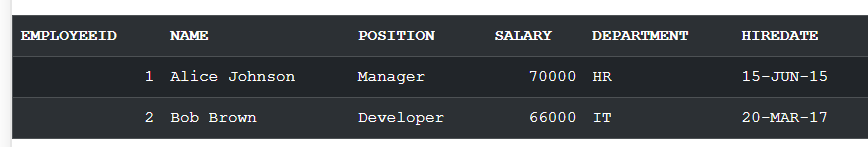 EMPLOYEEID NAME POSITION SALARY DEPARTMENT HIREDATE
1 Alice Johnson Manager 70000 HR 15-JUN-15
2 Bob Brown Developer 66000 IT 20-MAR-17